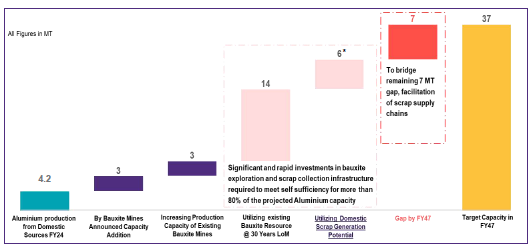 All Figures in MT
4.2
3
3
14
6*
7
37
Significant and rapid investments in bauxite
exploration and scrap collection infrastructure
required to meet self sufficiency for more than
80% of the projected Aluminium capacity
To bridge
remaining 7 MT
gap, facilitation
of scrap supply
chains
Aluminium production
from Domestic
Sources FY24
By Bauxite Mines
Announced Capacity
Addition
Increasing Production
Capacity of Existing
Bauxite Mines
Utilizing existing
Bauxite Resource
@ 30 Years LoM
Utilizing Domestic
Scrap Generation
Potential
Gap by FY47
Target Capacity in
FY47